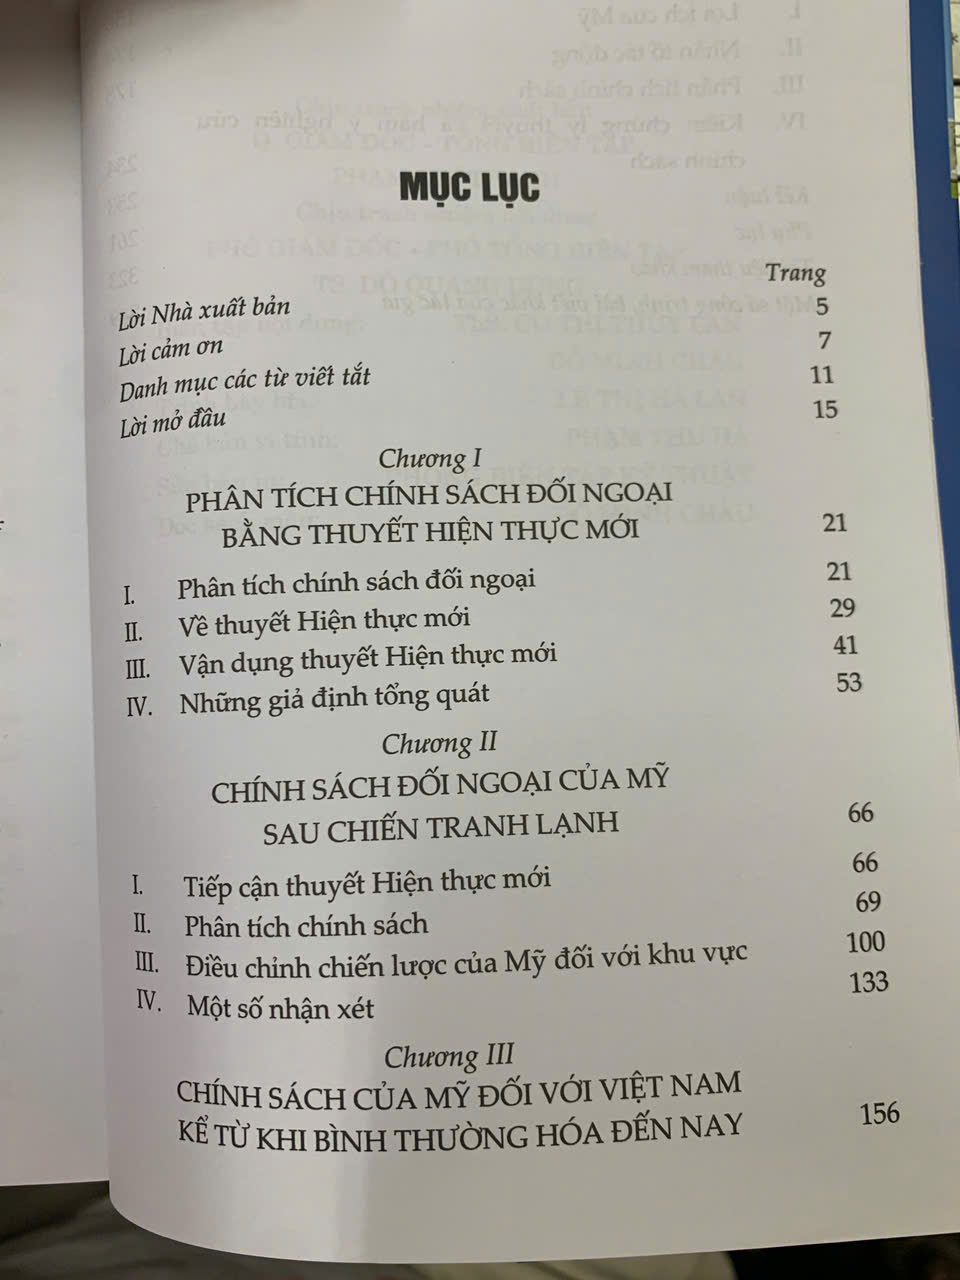 MỤC LỤC
Trang
Lời Nhà xuất bản 5
Lời cảm ơn 7
Danh mục các từ viết tắt 11
Lời mở đầu 15
Chương I
PHÂN TÍCH CHÍNH SÁCH ĐỐI NGOẠI
BẰNG THUYẾT HIỆN THỰC MỚI 21
I. Phân tích chính sách đối ngoại 21
II. Về thuyết Hiện thực mới 29
III. Vận dụng thuyết Hiện thực mới 41
IV. Những giả định tổng quát 53
Chương II
CHÍNH SÁCH ĐỐI NGOẠI CỦA MỸ
SAU CHIẾN TRANH LẠNH 66
I. Tiếp cận thuyết Hiện thực mới 66
II. Phân tích chính sách 69
III. Điều chỉnh chiến lược của Mỹ đối với khu vực 100
IV. Một số nhận xét 133
Chương III
CHÍNH SÁCH CỦA MỸ ĐỐI VỚI VIỆT NAM
KỂ TỪ KHI BÌNH THƯỜNG HÓA ĐẾN NAY 156